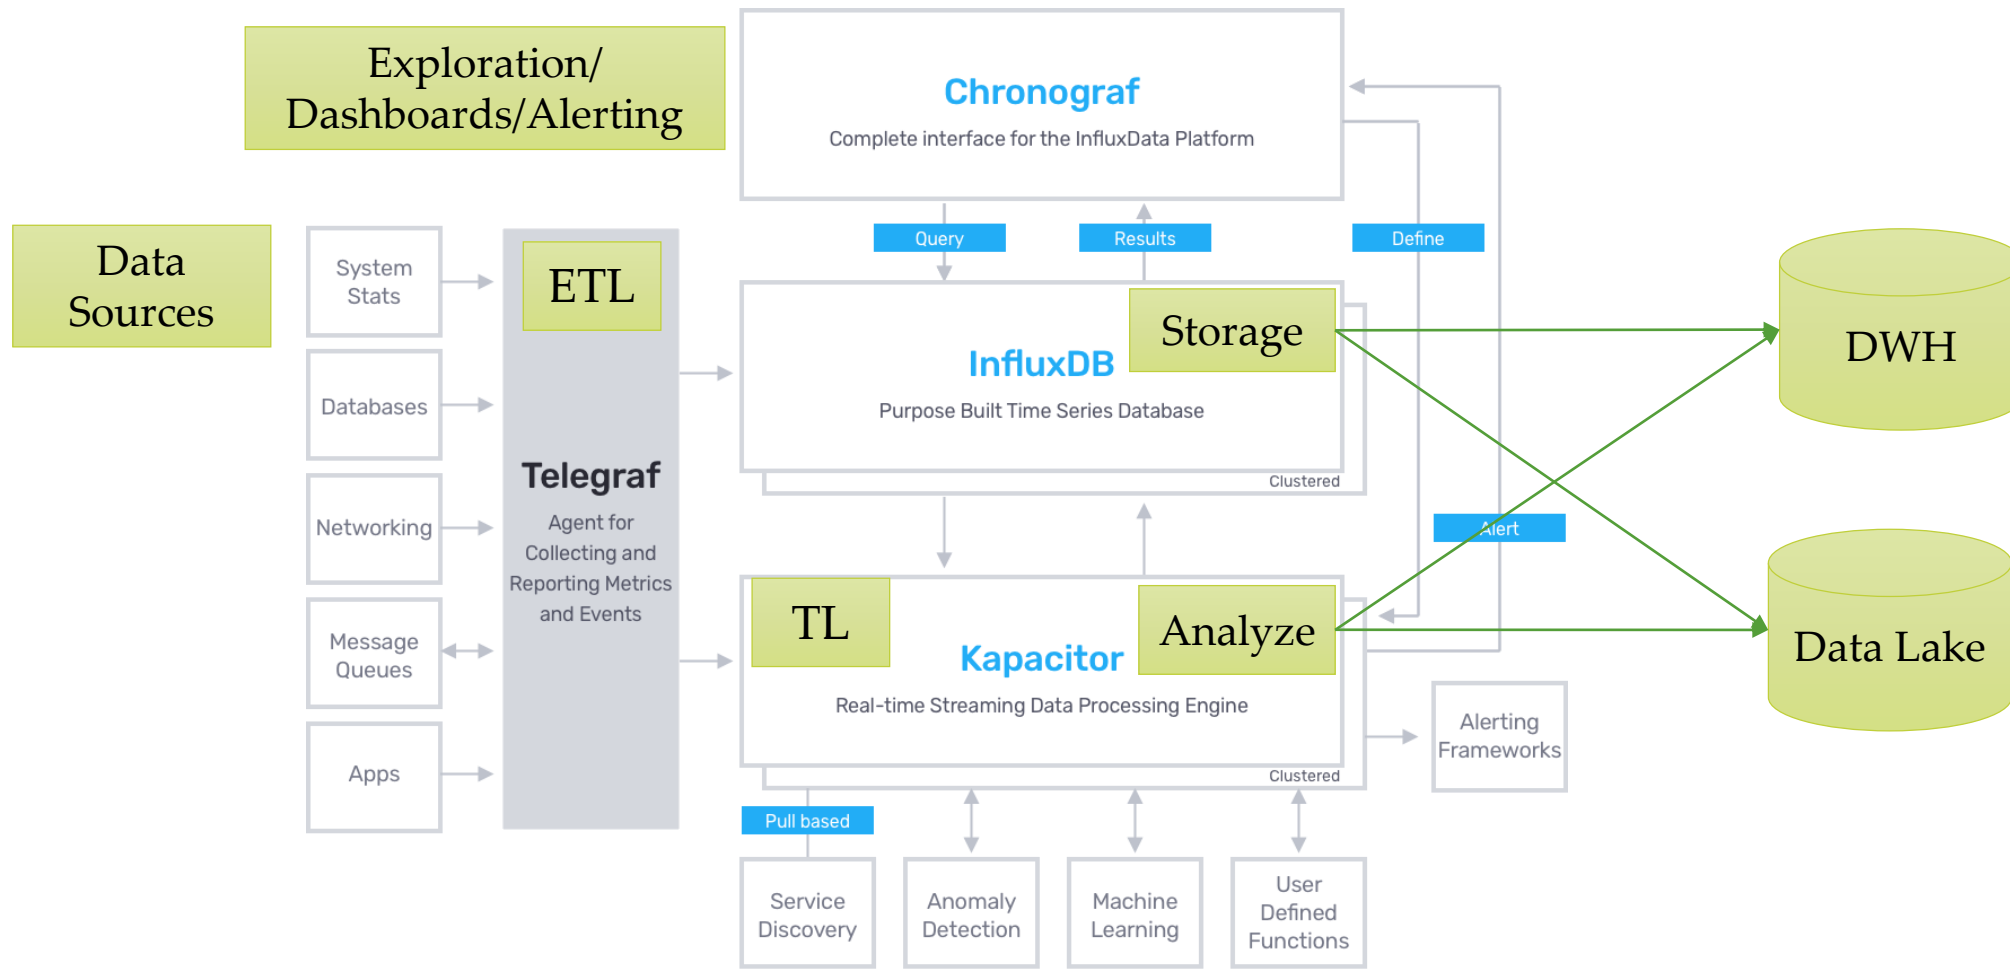 Exploration/
Dashboards/Alerting
Chronograf
Complete interface for the InfluxData Platform
Query
Results
Define
Data
Sources
System
Stats
Databases
Networking
Message
Queues
Apps
ETL
Telegraf
Agent for
Collecting and
Reporting Metrics
and Events
Storage
InfluxDB
Purpose Built Time Series Database
Clustered
DWH
Alert
TL
Analyze
Kapacitor
Real-time Streaming Data Processing Engine
Clustered
Data Lake
Alerting
Frameworks
Pull based
Service
Discovery
Anomaly
Detection
Machine
Learning
User
Defined
Functions